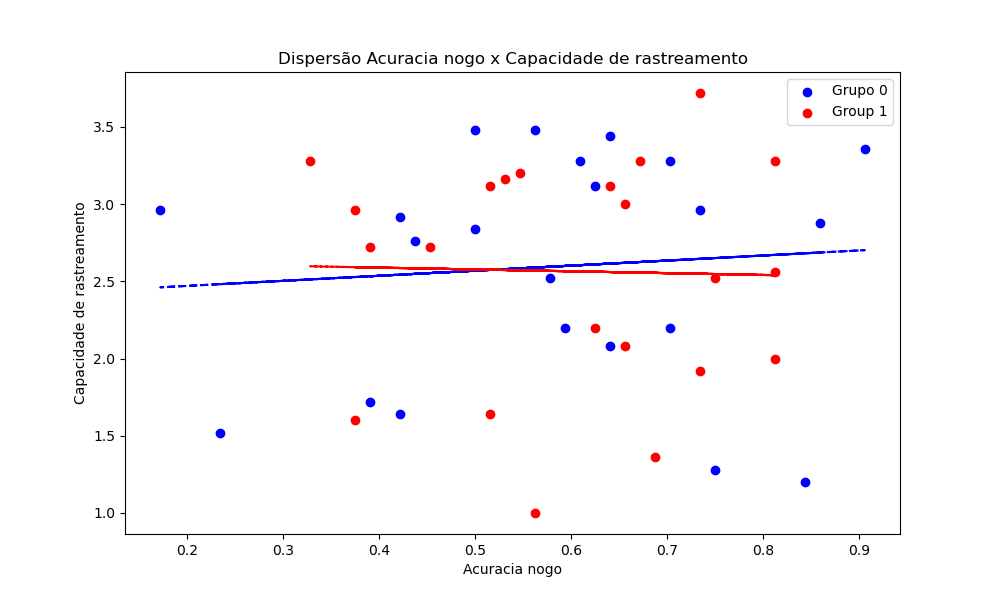 Dispersão Acuracia nogo x Capacidade de rastreamento
Grupo 0
Group 1
Capacidade de rastreamento
3.5
3.0
2.5
2.0
1.5
1.0
0.2 0.3 0.4 0.5 0.6 0.7 0.8 0.9
Acuracia nogo